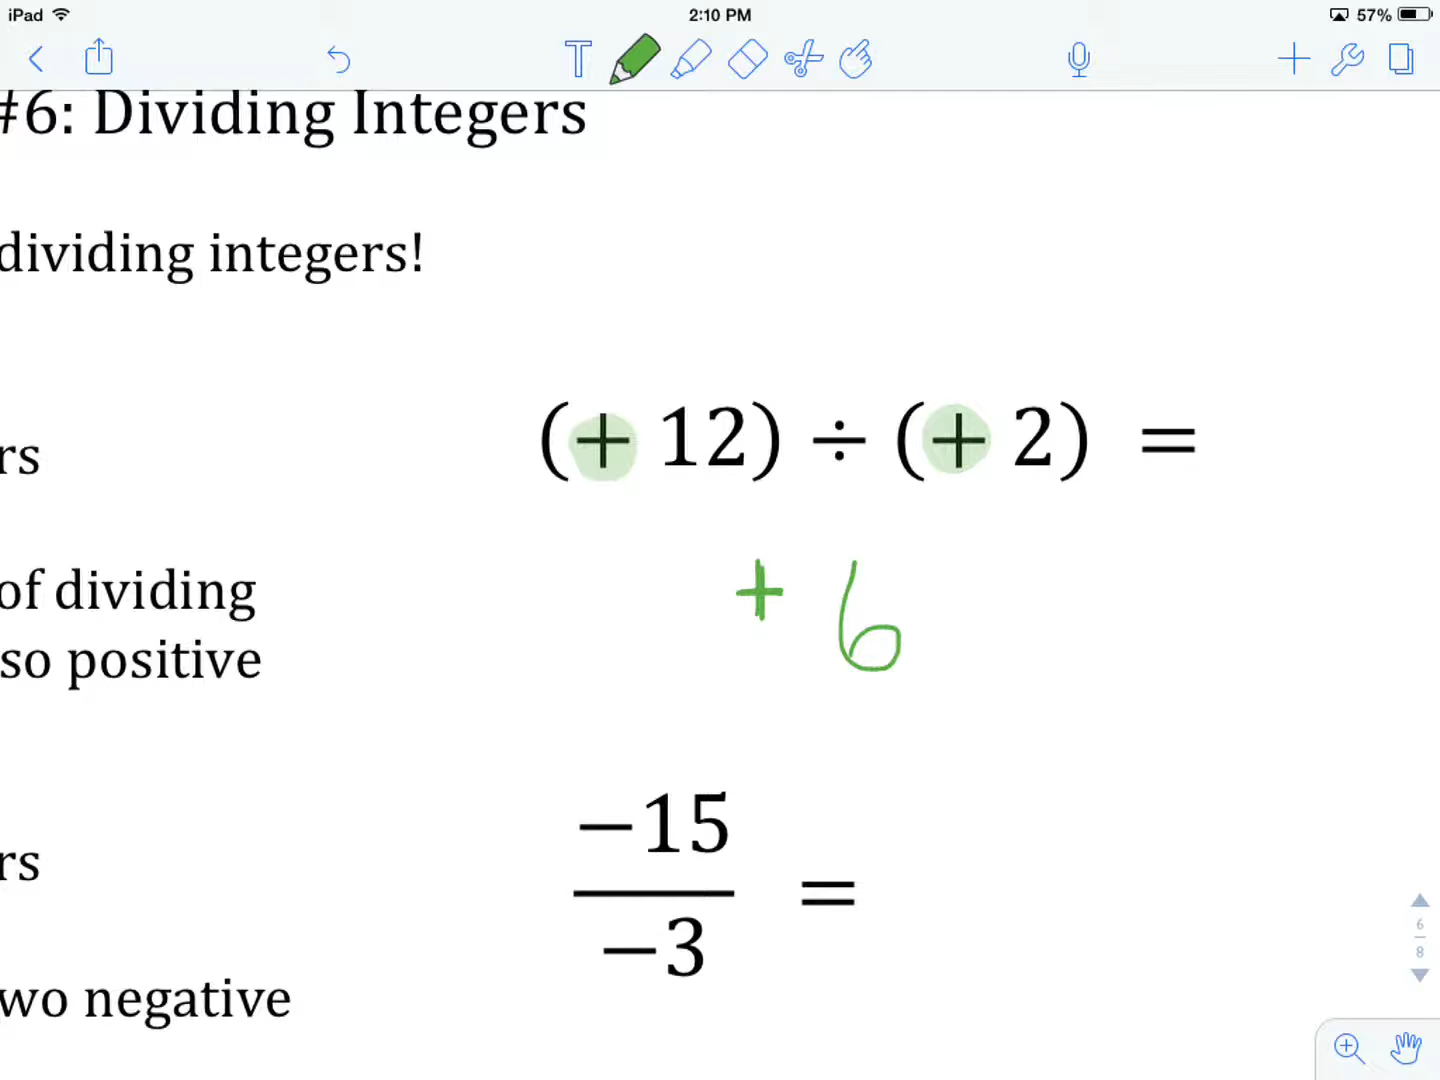 iPad 2:10 PM 57%
T
#6: Dividing Integers
dividing integers!
(+ 12) ÷ (+ 2) =
rs
of dividing
+ 6
so positive
−15
rs =
−3
6
8
wo negative